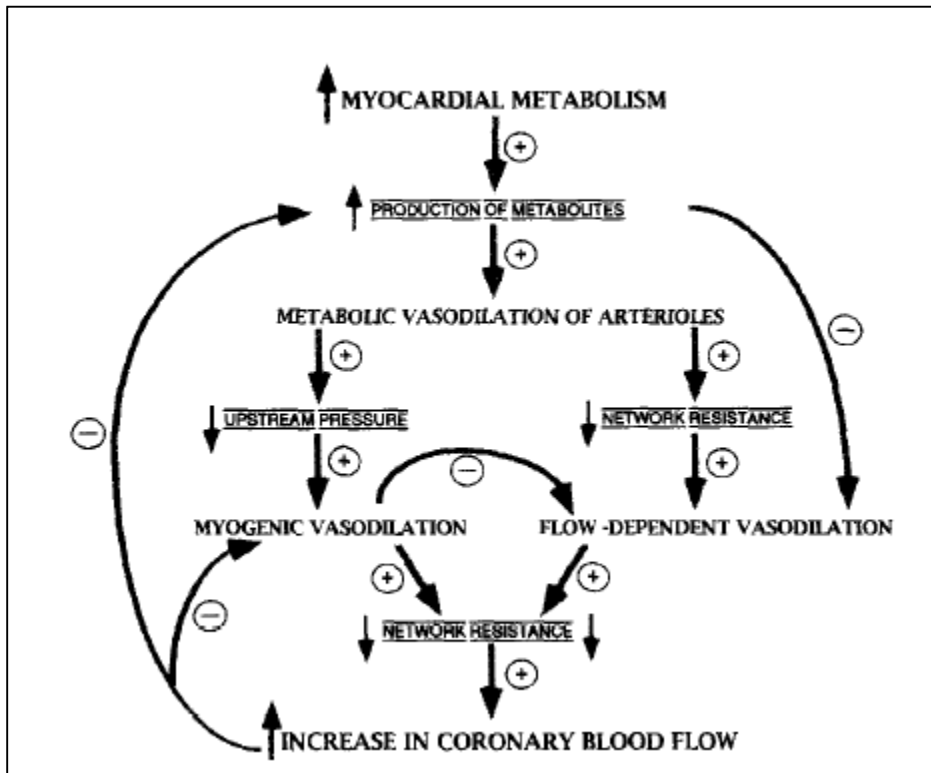 MYOCARDIAL METABOLISM
+
PRODUCTION OF METABOLITES
+
−
METABOLIC VASODILATION OF ARTERIOLES
+ +
UPSTREAM PRESSURE NETWORK RESISTANCE
−
+ − +
MYOGENIC VASODILATION FLOW -DEPENDENT VASODILATION
+ +
−
NETWORK RESISTANCE
+
INCREASE IN CORONARY BLOOD FLOW